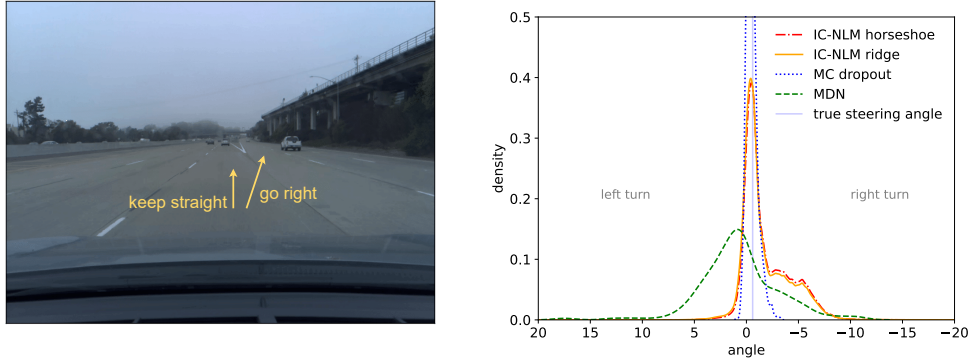 keep straight
go right
0.5
0.4
0.3
0.2
0.1
0.0
density
20
15
10
5
0
−5
−10
−15
−20
angle
left turn
right turn
IC-NLM horseshoe
IC-NLM ridge
MC dropout
MDN
true steering angle